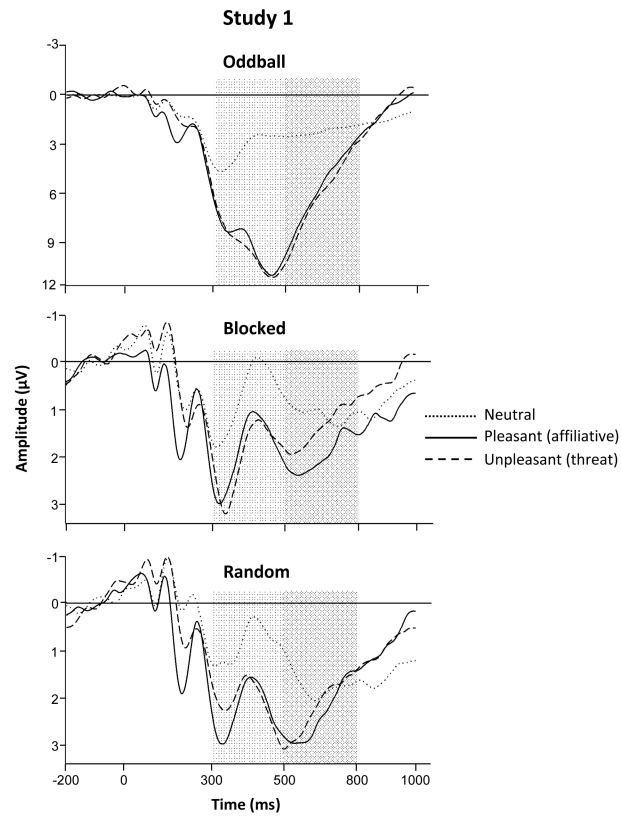 Study 1
Oddball
-3
0
3
6
9
12
Blocked
-1
0
1
2
3
Amplitude (μV)
Neutral
Pleasant (affiliative)
Unpleasant (threat)
Random
-1
0
1
2
3
-200 0 300 500 800 1000
Time (ms)